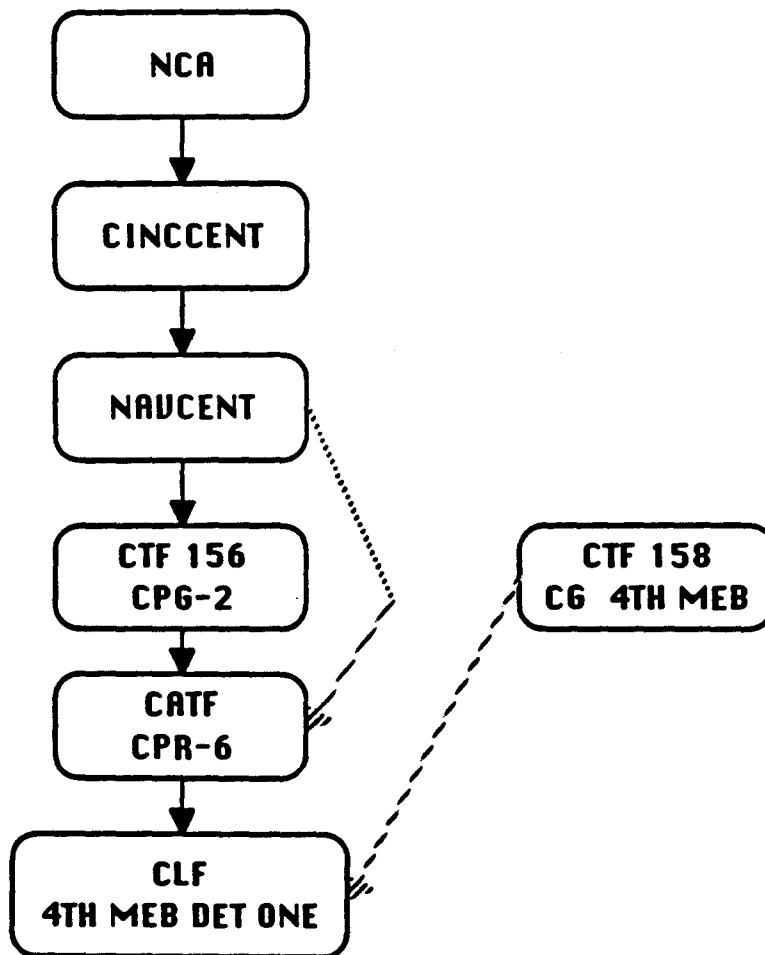 NCA
CINCCENT
NAVCENT
CTF 156
CPG-2
CTF 158
CG 4TH MEB
CATF
CPR-6
CLF
4TH MEB DET ONE